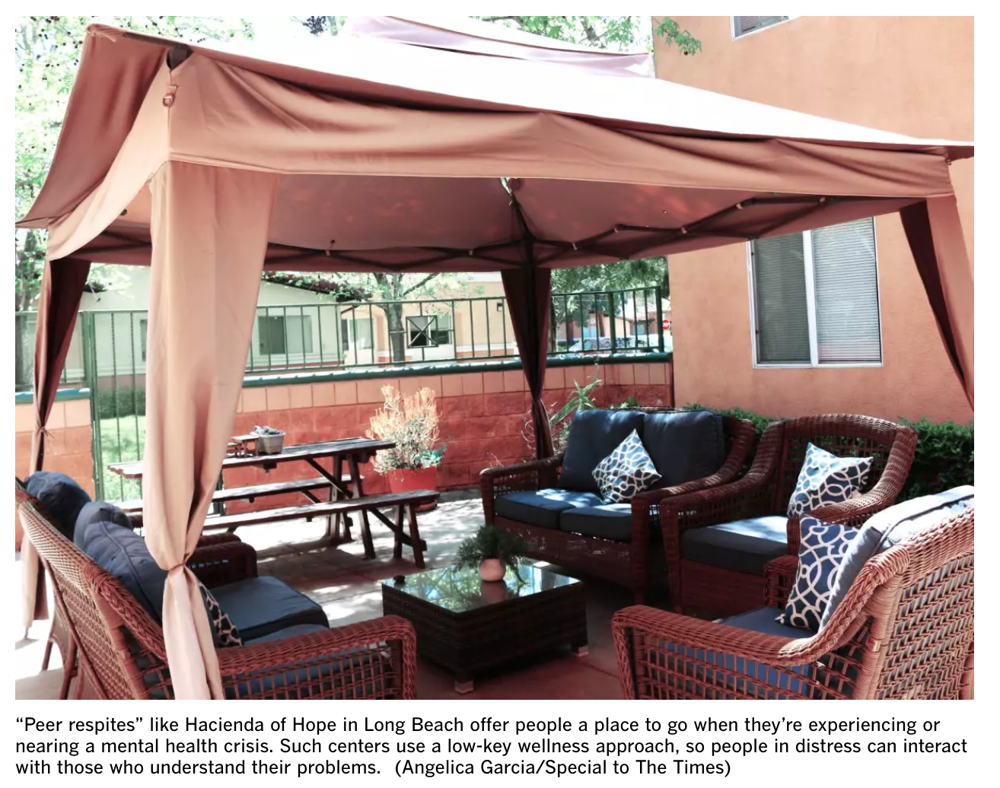 “Peer respites” like Hacienda of Hope in Long Beach offer people a place to go when they’re experiencing or
nearing a mental health crisis. Such centers use a low-key wellness approach, so people in distress can interact
with those who understand their problems.  (Angelica Garcia/Special to The Times)